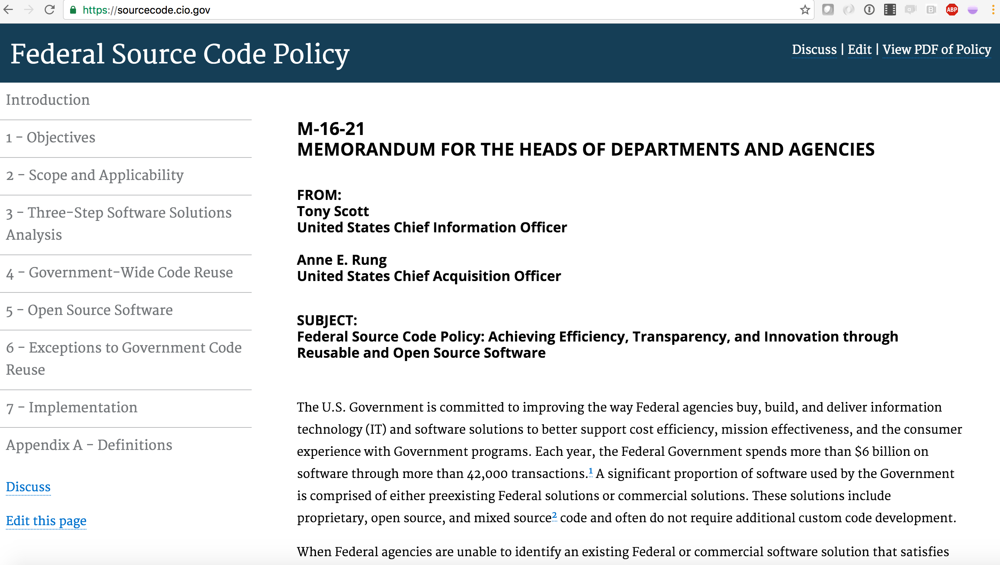 https://sourcecode.cio.gov
ABP
Federal Source Code Policy
Discuss | Edit | View PDF of Policy
Introduction
1 – Objectives
2 – Scope and Applicability
3 – Three-Step Software Solutions
Analysis
4 – Government-Wide Code Reuse
5 – Open Source Software
6 – Exceptions to Government Code
Reuse
7 – Implementation
Appendix A – Definitions
Discuss
Edit this page
M-16-21
MEMORANDUM FOR THE HEADS OF DEPARTMENTS AND AGENCIES
FROM:
Tony Scott
United States Chief Information Officer
Anne E. Rung
United States Chief Acquisition Officer
SUBJECT:
Federal Source Code Policy: Achieving Efficiency, Transparency, and Innovation through
Reusable and Open Source Software
The U.S. Government is committed to improving the way Federal agencies buy, build, and deliver information
technology (IT) and software solutions to better support cost efficiency, mission effectiveness, and the consumer
experience with Government programs. Each year, the Federal Government spends more than $6 billion on
software through more than 42,000 transactions.1 A significant proportion of software used by the Government
is comprised of either preexisting Federal solutions or commercial solutions. These solutions include
proprietary, open source, and mixed source2 code and often do not require additional custom code development.
When Federal agencies are unable to identify an existing Federal or commercial software solution that satisfies